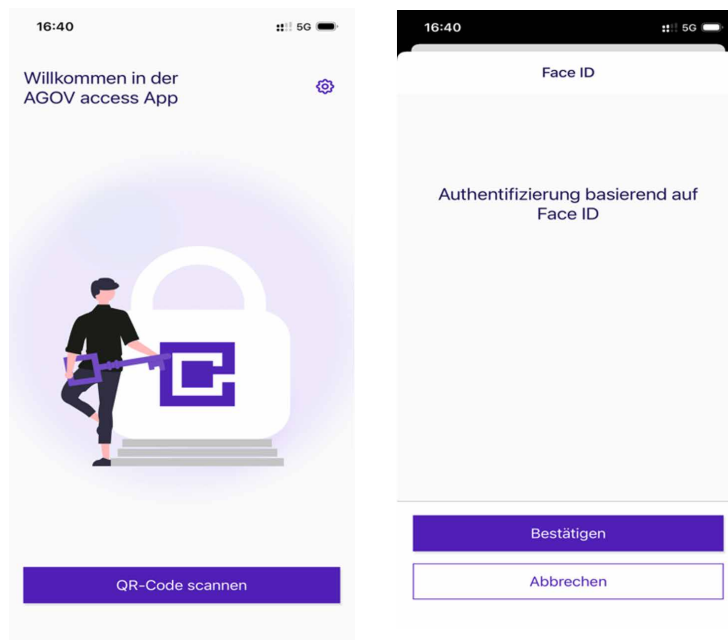 16:40
5G
Willkommen in der
AGOV access App
QR-Code scannen
16:40
5G
Face ID
Authentifizierung basierend auf
Face ID
Bestätigen
Abbrechen